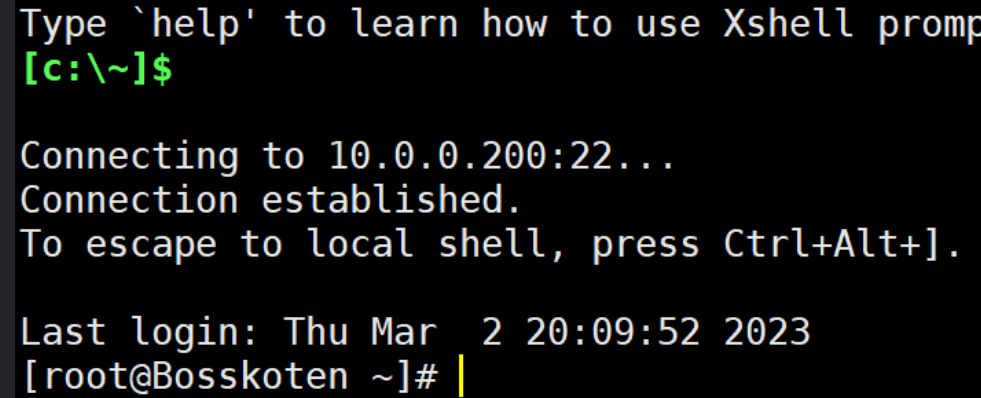 Type `help' to learn how to use Xshell promp
[c:\~]$
Connecting to 10.0.0.200:22...
Connection established.
To escape to local shell, press Ctrl+Alt+].
Last login: Thu Mar  2 20:09:52 2023
[root@Bosskoten ~]#